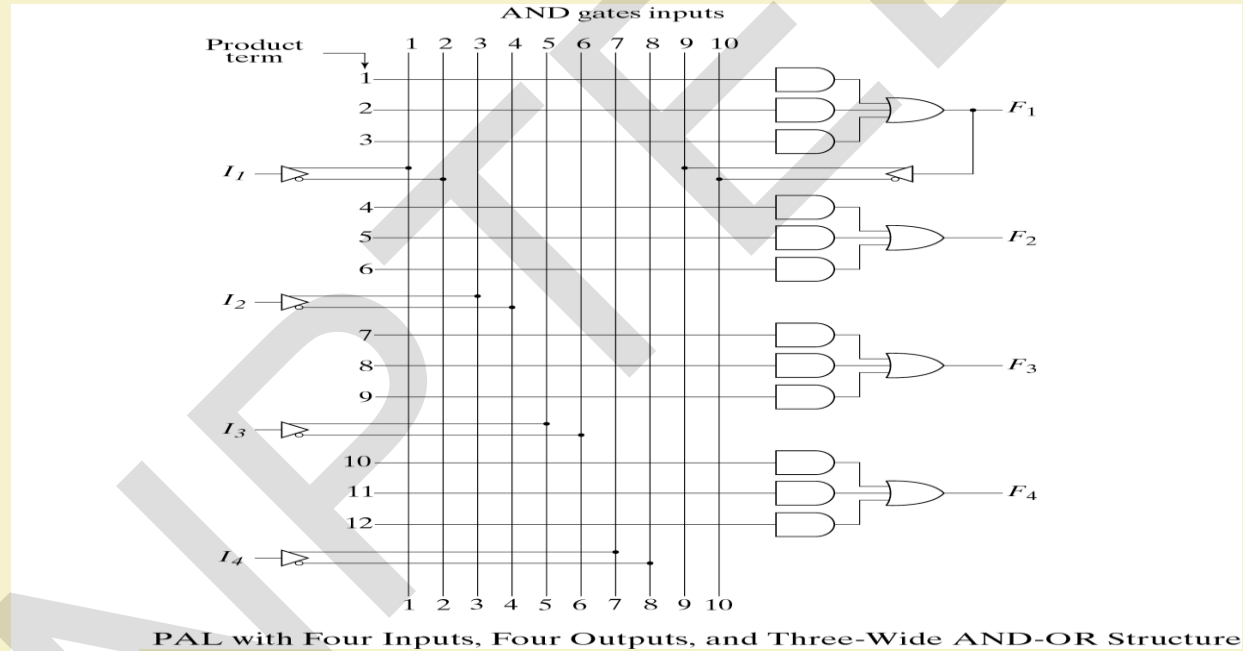 AND gates inputs
Product
term
1 2 3 4 5 6 7 8 9 10
1
2
3
F1
I1
4
5
6
F2
I2
7
8
9
F3
I3
10
11
12
F4
I4
1 2 3 4 5 6 7 8 9 10
PAL with Four Inputs, Four Outputs, and Three-Wide AND-OR Structure
NPTEL